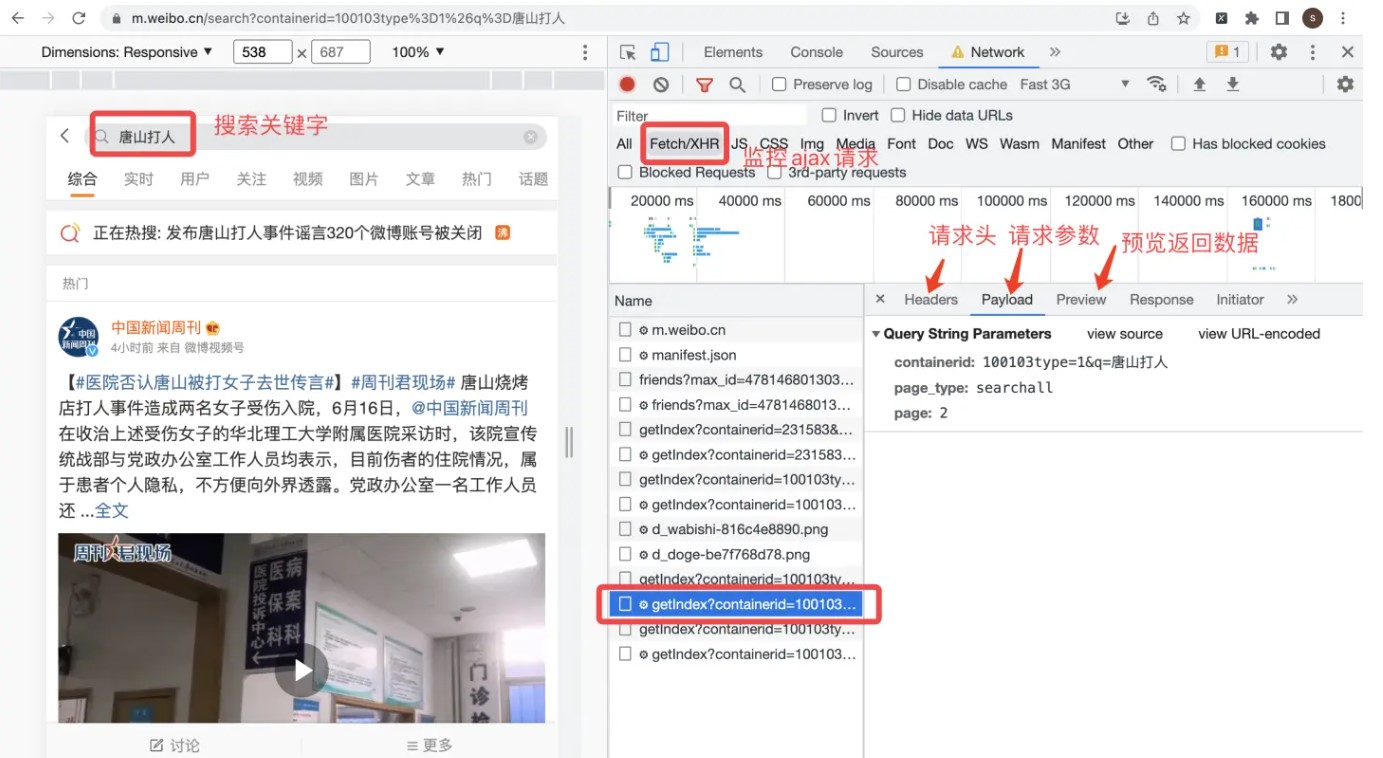 m.weibo.cn/search?containerid=100103type%3D1%26q%3D唐山打人
S
Dimensions: Responsive ▼ 538 × 687 100% ▼
Elements Console Sources Network » 1
Preserve log Disable cache Fast 3G ▼
Filter Invert Hide data URLs
All Fetch/XHR JS CSS Img Media Font Doc WS Wasm Manifest Other Has blocked cookies
监控ajax请求
Blocked Requests 3rd-party requests
20000 ms 40000 ms 60000 ms 80000 ms 100000 ms 120000 ms 140000 ms 160000 ms 1800
请求头 请求参数 预览返回数据
唐山打人 搜索关键字
综合 实时 用户 关注 视频 图片 文章 热门 话题
正在热搜: 发布唐山打人事件谣言320个微博账号被关闭 沸
热门
中国新闻周刊
4小时前 来自 微博视频号
【#医院否认唐山被打女子去世传言#】#周刊君现场# 唐山烧烤
店打人事件造成两名女子受伤入院，6月16日，@中国新闻周刊
在收治上述受伤女子的华北理工大学附属医院采访时，该院宣传
统战部与党政办公室工作人员均表示，目前伤者的住院情况，属
于患者个人隐私，不方便向外界透露。党政办公室一名工作人员
还 ...全文
周刊君现场
医院投诉中心
医保科
病案科
门诊检
讨论 更多
Name
m.weibo.cn
manifest.json
friends?max_id=478146801303...
friends?max_id=4781468013...
getIndex?containerid=231583&...
getIndex?containerid=231583...
getIndex?containerid=100103ty...
getIndex?containerid=100103...
d_wabishi-816c4e8890.png
d_doge-be7f768d78.png
getIndex?containerid=100103ty...
getIndex?containerid=100103...
getIndex?containerid=100103ty...
getIndex?containerid=100103...
Headers Payload Preview Response Initiator »
Query String Parameters view source view URL-encoded
containerid: 100103type=1&q=唐山打人
page_type: searchall
page: 2